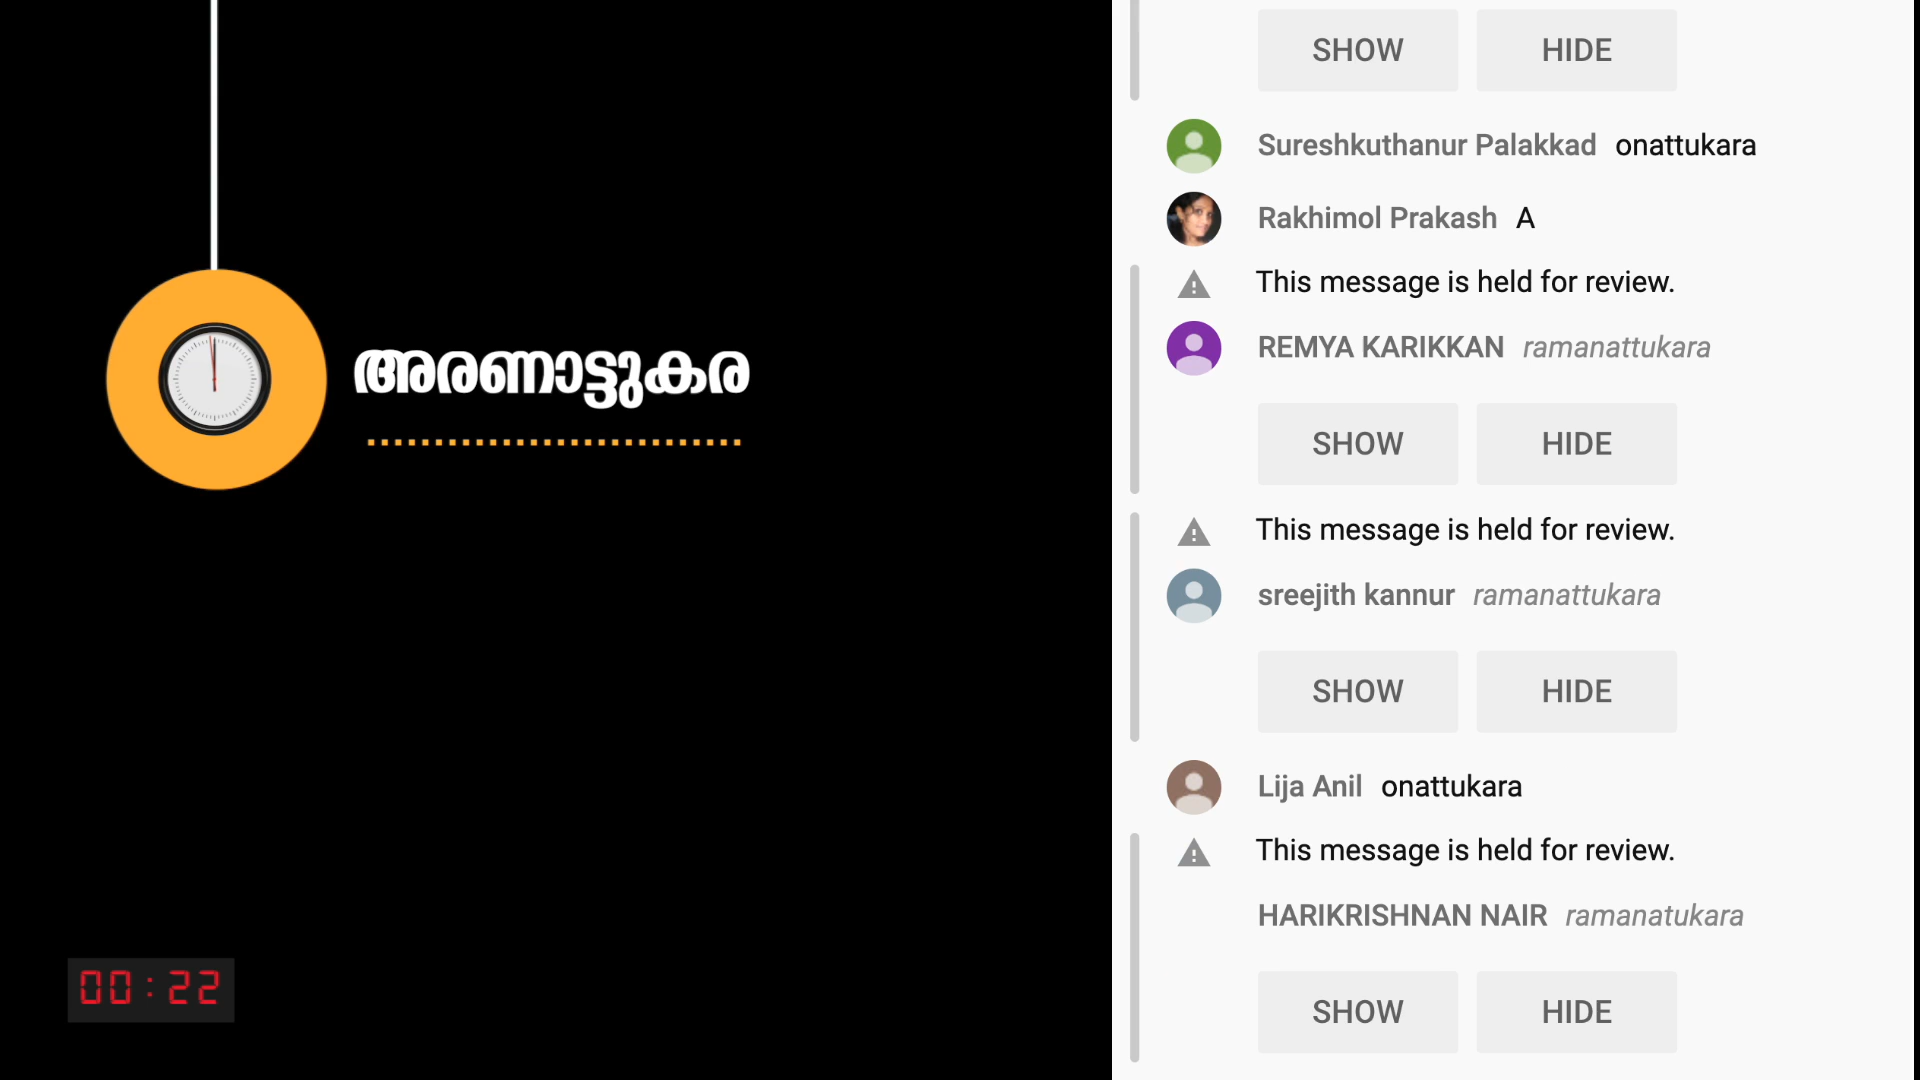 അരണാട്ടുകര
00:22
SHOW HIDE
Sureshkuthanur Palakkad onattukara
Rakhimol Prakash A
This message is held for review.
REMYA KARIKKAN ramanattukara
SHOW HIDE
This message is held for review.
sreejith kannur ramanattukara
SHOW HIDE
Lija Anil onattukara
This message is held for review.
HARIKRISHNAN NAIR ramanatukara
SHOW HIDE